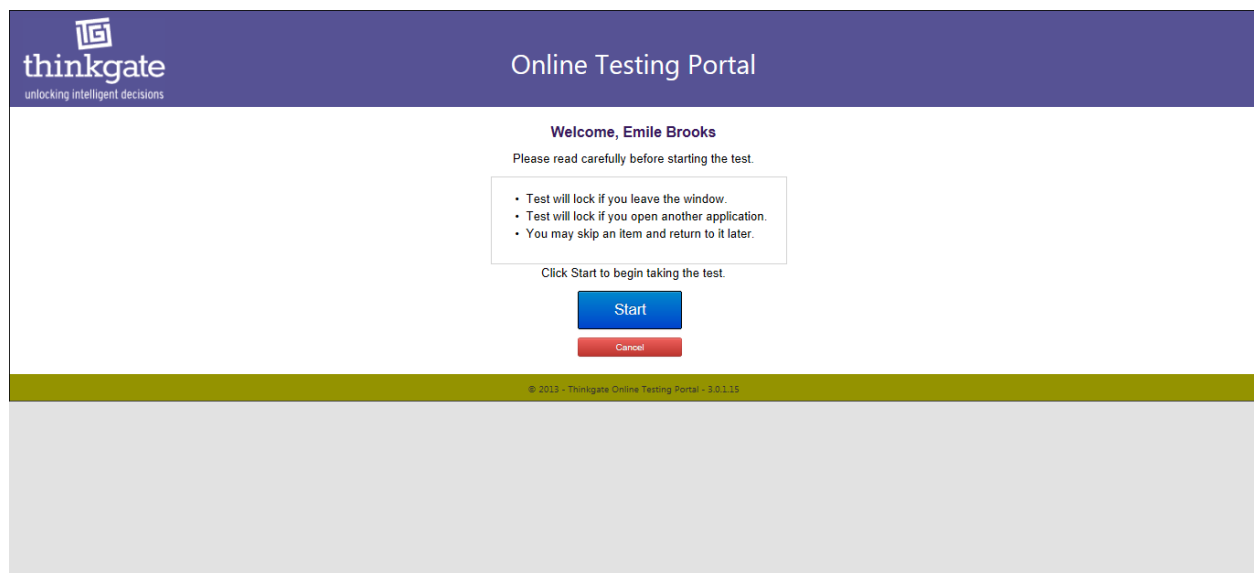 TG
thinkgate
unlocking intelligent decisions
Online Testing Portal
Welcome, Emile Brooks
Please read carefully before starting the test.
• Test will lock if you leave the window.
• Test will lock if you open another application.
• You may skip an item and return to it later.
Click Start to begin taking the test.
Start
Cancel
© 2013 - Thinkgate Online Testing Portal - 3.0.1.15